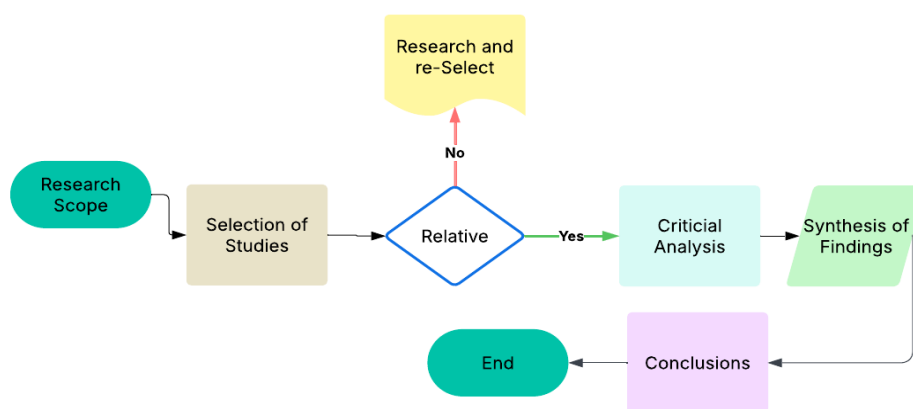 Research and
re-Select
No
Research
Scope
Selection of
Studies
Relative
Yes
Criticial
Analysis
Synthesis of
Findings
End
Conclusions